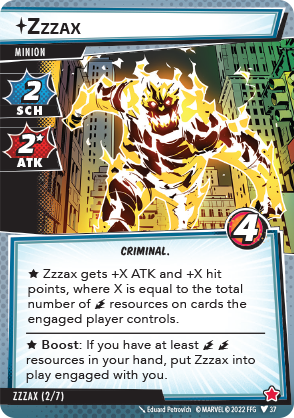 Zzzax
MINION
2
SCH
2★
ATK
4
CRIMINAL.
★ Zzzax gets +X ATK and +X hit
points, where X is equal to the total
number of resources on cards the
engaged player controls.
★ Boost: If you have at least
resources in your hand, put Zzzax into
play engaged with you.
ZZZAX (2/7)
Eduard Petrovich © MARVEL © 2022 FFG 37